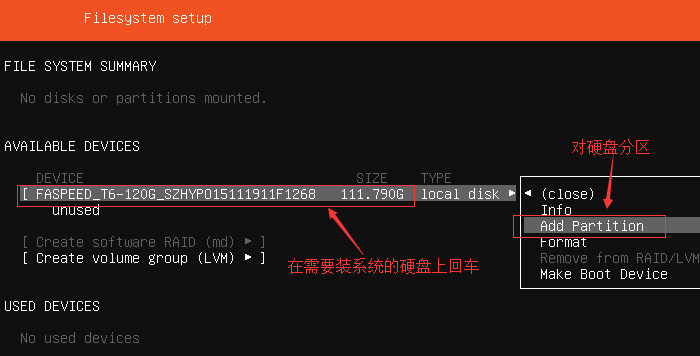 Filesystem setup
FILE SYSTEM SUMMARY
No disks or partitions mounted.
AVAILABLE DEVICES
对硬盘分区
DEVICE SIZE TYPE
[ FASPEED_T6-120G_SZHYPO15111911F1268 111.790G local disk ▶
unused
◀ (close)
Info
Add Partition
Format
Remove from RAID/LVM
Make Boot Device
[ Create software RAID (md) ▶ ]
[ Create volume group (LVM) ▶ ]
在需要装系统的硬盘上回车
USED DEVICES
No used devices